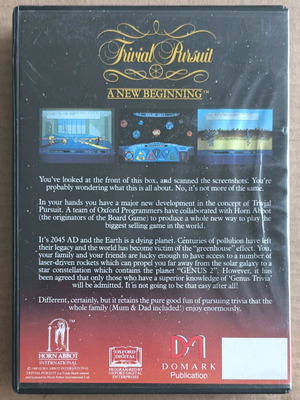 Trivial Pursuit
A NEW BEGINNING™
You've looked at the front of this box, and scanned the screenshots. You're
probably wondering what this is all about. No, it's not more of the same.
In your hands you have a major new development in the concept of Trivial
Pursuit. A team of Oxford Programmers have collaborated with Horn Abbot
(the originators of the Board Game) to produce a whole new way to play the
biggest selling game in the world.
It's 2045 AD and the Earth is a dying planet. Centuries of pollution have left
their legacy and the world has become victim of the "greenhouse" effect. You,
your family and your friends are lucky enough to have access to a number of
laser-driven rockets which can propel you far away from the solar galaxy to a
star constellation which contains the planet "GENUS 2". However, it has
been agreed that only those who have a superior knowledge of 'Genus Trivia'
will be admitted. It is not going to be that easy after all!
Different, certainly, but it retains the pure good fun of pursuing trivia that the
whole family (Mum & Dad included!) enjoy enormously.
HORN ABBOT
INTERNATIONAL
OXFORD
DIGITAL
PROGRAMMED BY
OXFORD DIGITAL
ENTERPRISES
DOMARK
Publication